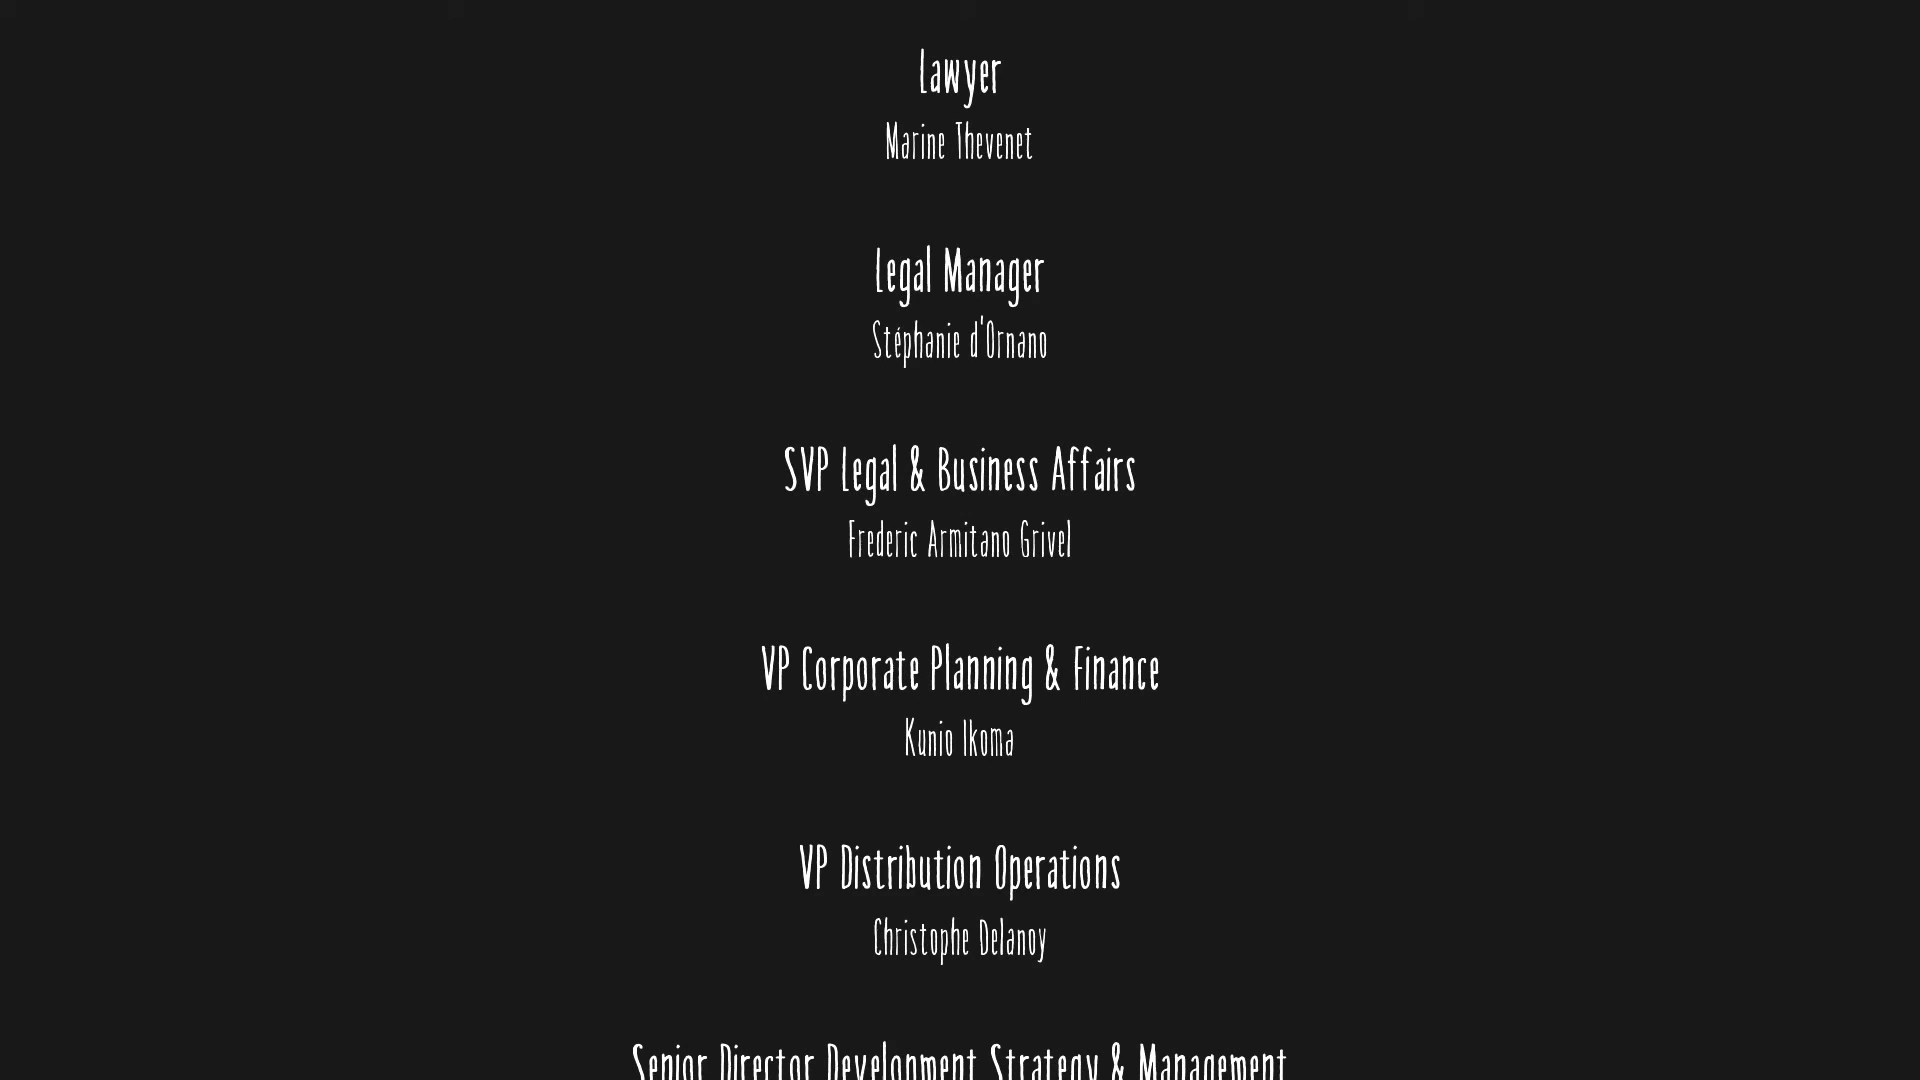 Lawyer
Marine Thevenet
Legal Manager
Stéphanie d'Ornano
SVP Legal & Business Affairs
Frederic Armitano Grivel
VP Corporate Planning & Finance
Kunio Ikoma
VP Distribution Operations
Christophe Delanoy
Senior Director Development Strategy & Management